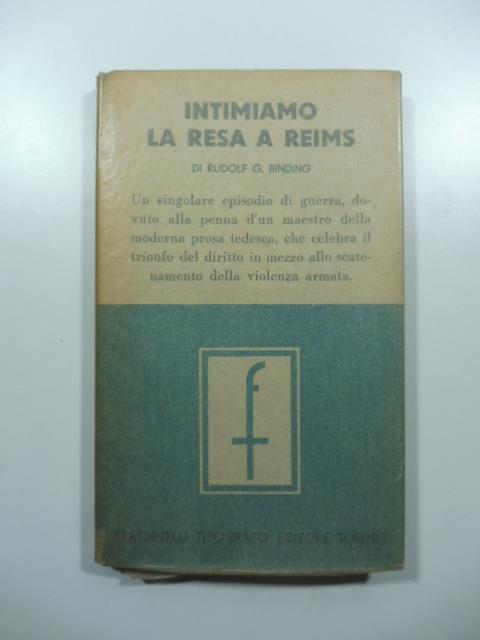 INTIMIAMO
LA RESA A REIMS
DI RUDOLF G. BINDING
Un singolare episodio di guerra, do-
vuto alla penna d'un maestro della
moderna prosa tedesca, che celebra il
trionfo del diritto in mezzo allo scate-
namento della violenza armata.
f
FRASSINELLI TIPOGRAFO EDITORE TORINO